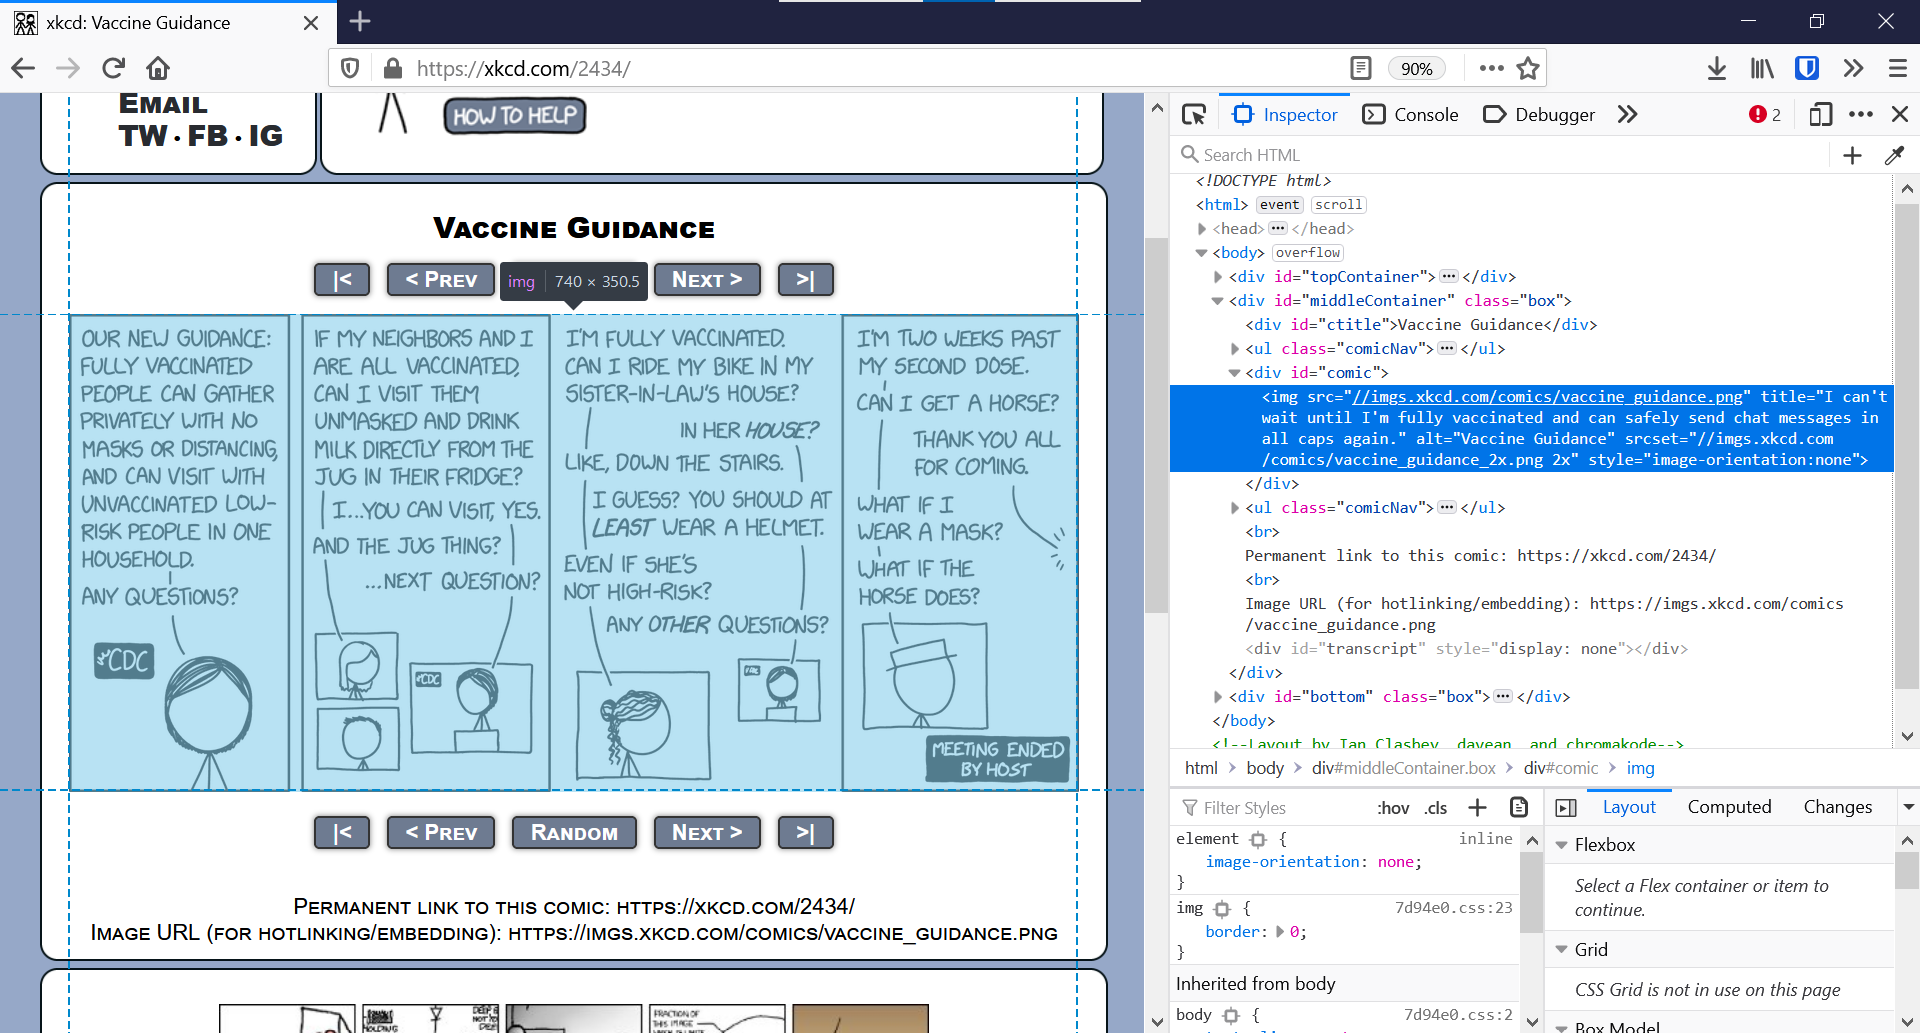 xkcd: Vaccine Guidance
https://xkcd.com/2434/
90%
EMAIL
TW · FB · IG
HOW TO HELP
VACCINE GUIDANCE
|<
< PREV
img 740 × 350.5
NEXT >
>|
OUR NEW GUIDANCE:
FULLY VACCINATED
PEOPLE CAN GATHER
PRIVATELY WITH NO
MASKS OR DISTANCING,
AND CAN VISIT WITH
UNVACCINATED LOW-
RISK PEOPLE IN ONE
HOUSEHOLD.
ANY QUESTIONS?
CDC
IF MY NEIGHBORS AND I
ARE ALL VACCINATED,
CAN I VISIT THEM
UNMASKED AND DRINK
MILK DIRECTLY FROM THE
JUG IN THEIR FRIDGE?
I...YOU CAN VISIT, YES.
AND THE JUG THING?
...NEXT QUESTION?
CDC
I'M FULLY VACCINATED.
CAN I RIDE MY BIKE IN MY
SISTER-IN-LAW'S HOUSE?
IN HER HOUSE?
LIKE, DOWN THE STAIRS.
I GUESS? YOU SHOULD AT
LEAST WEAR A HELMET.
EVEN IF SHE'S
NOT HIGH-RISK?
ANY OTHER QUESTIONS?
I'M TWO WEEKS PAST
MY SECOND DOSE.
CAN I GET A HORSE?
THANK YOU ALL
FOR COMING.
WHAT IF I
WEAR A MASK?
WHAT IF THE
HORSE DOES?
MEETING ENDED
BY HOST
|<
< PREV
RANDOM
NEXT >
>|
PERMANENT LINK TO THIS COMIC: HTTPS://XKCD.COM/2434/
IMAGE URL (FOR HOTLINKING/EMBEDDING): HTTPS://IMGS.XKCD.COM/COMICS/VACCINE_GUIDANCE.PNG
FRACTION OF
THIS IMAGE
Inspector
Console
Debugger
2
Search HTML
<!DOCTYPE html>
<html> event scroll
<head> ··· </head>
<body> overflow
<div id="topContainer"> ··· </div>
<div id="middleContainer" class="box">
<div id="ctitle">Vaccine Guidance</div>
<ul class="comicNav"> ··· </ul>
<div id="comic">
<img src="//imgs.xkcd.com/comics/vaccine_guidance.png" title="I can't
wait until I'm fully vaccinated and can safely send chat messages in
all caps again." alt="Vaccine Guidance" srcset="//imgs.xkcd.com
/comics/vaccine_guidance_2x.png 2x" style="image-orientation:none">
</div>
<ul class="comicNav"> ··· </ul>
<br>
Permanent link to this comic: https://xkcd.com/2434/
<br>
Image URL (for hotlinking/embedding): https://imgs.xkcd.com/comics
/vaccine_guidance.png
<div id="transcript" style="display: none"></div>
</div>
<div id="bottom" class="box"> ··· </div>
</body>
<!--Layout by Ian Clasbey, davean, and chromakode-->
html > body > div#middleContainer.box > div#comic > img
Filter Styles
:hov .cls
element { inline
image-orientation: none;
}
img { 7d94e0.css:23
border: 0;
}
Inherited from body
body { 7d94e0.css:2
Layout
Computed
Changes
Flexbox
Select a Flex container or item to
continue.
Grid
CSS Grid is not in use on this page
Box Model